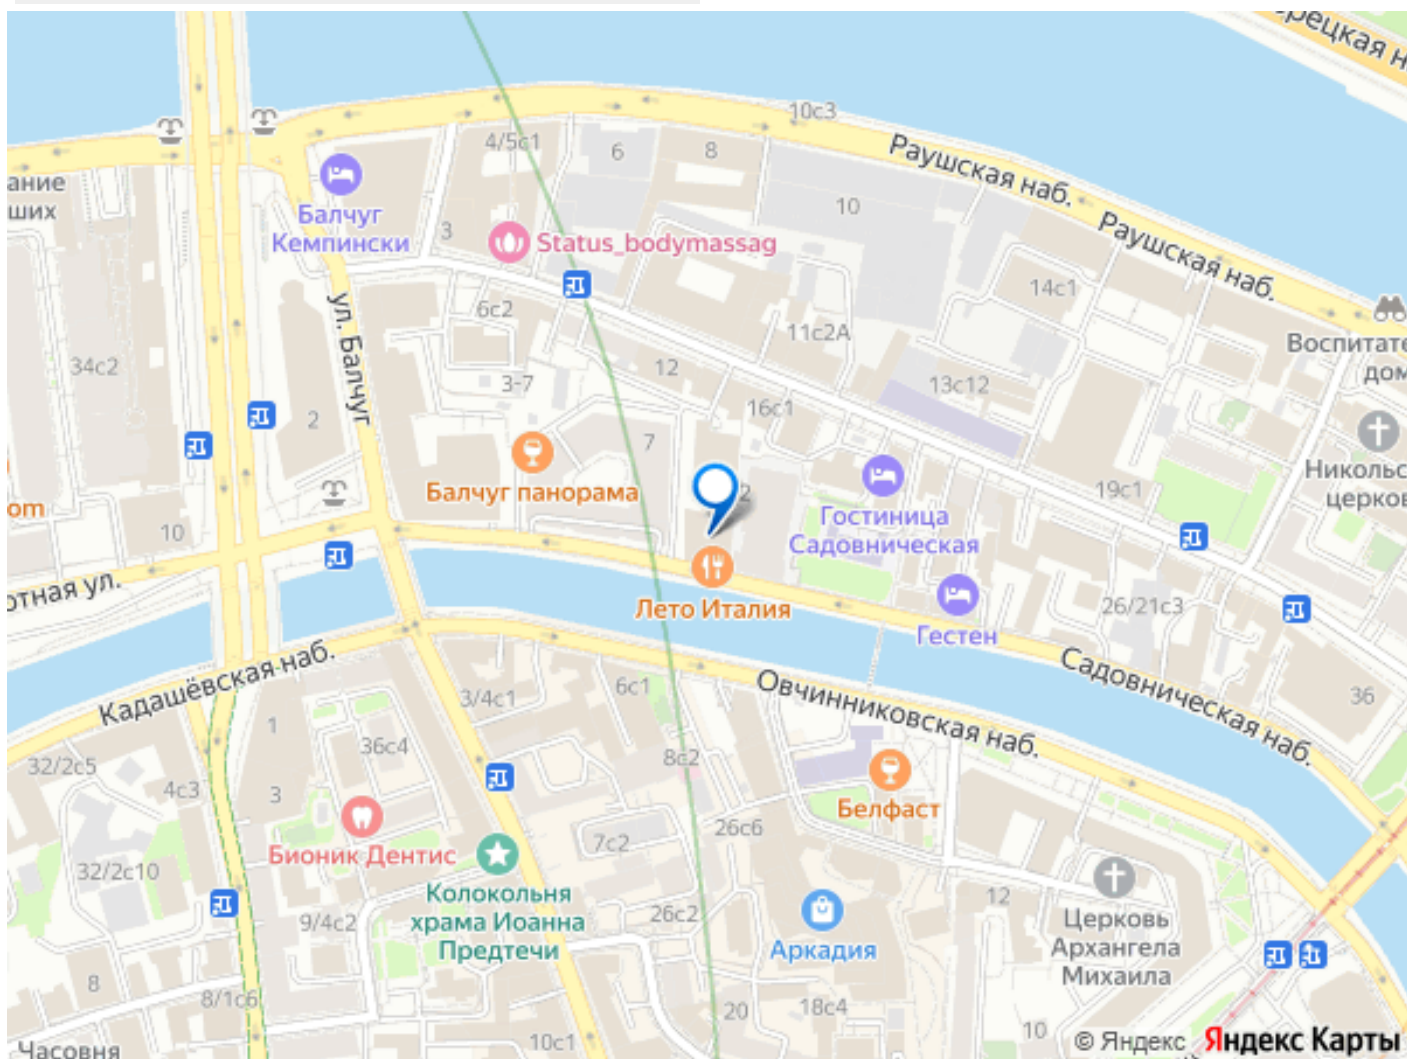 10с3
4/5с1
6
8
Раушская наб.
10
Раушская наб.
Балчуг
Кемпински
3
Status_bodymassag
ание
ших
ул. Балчуг
6с2
14с1
11с2А
Воспитате
дом
34с2
3-7
12
13с12
16с1
2
7
Балчуг панорама
19с1
Никольс
церков
om
10
Гостиница
Садовническая
отная ул.
Лето Италия
Гестен
26/21с3
Садовническая наб.
36
Кадашёвская наб.
3/4с1
6с1
Овчинниковская наб.
1
36с4
32/2с5
4с3
3
8с2
Белфаст
26с6
7с2
Бионик Дентис
32/2с10
Колокольня
храма Иоанна
Предтечи
9/4с2
26с2
Аркадия
12
Церковь
Архангела
Михаила
8
8/1с6
20
18с4
10
10с1
Часовня
© Яндекс Яндекс Карты